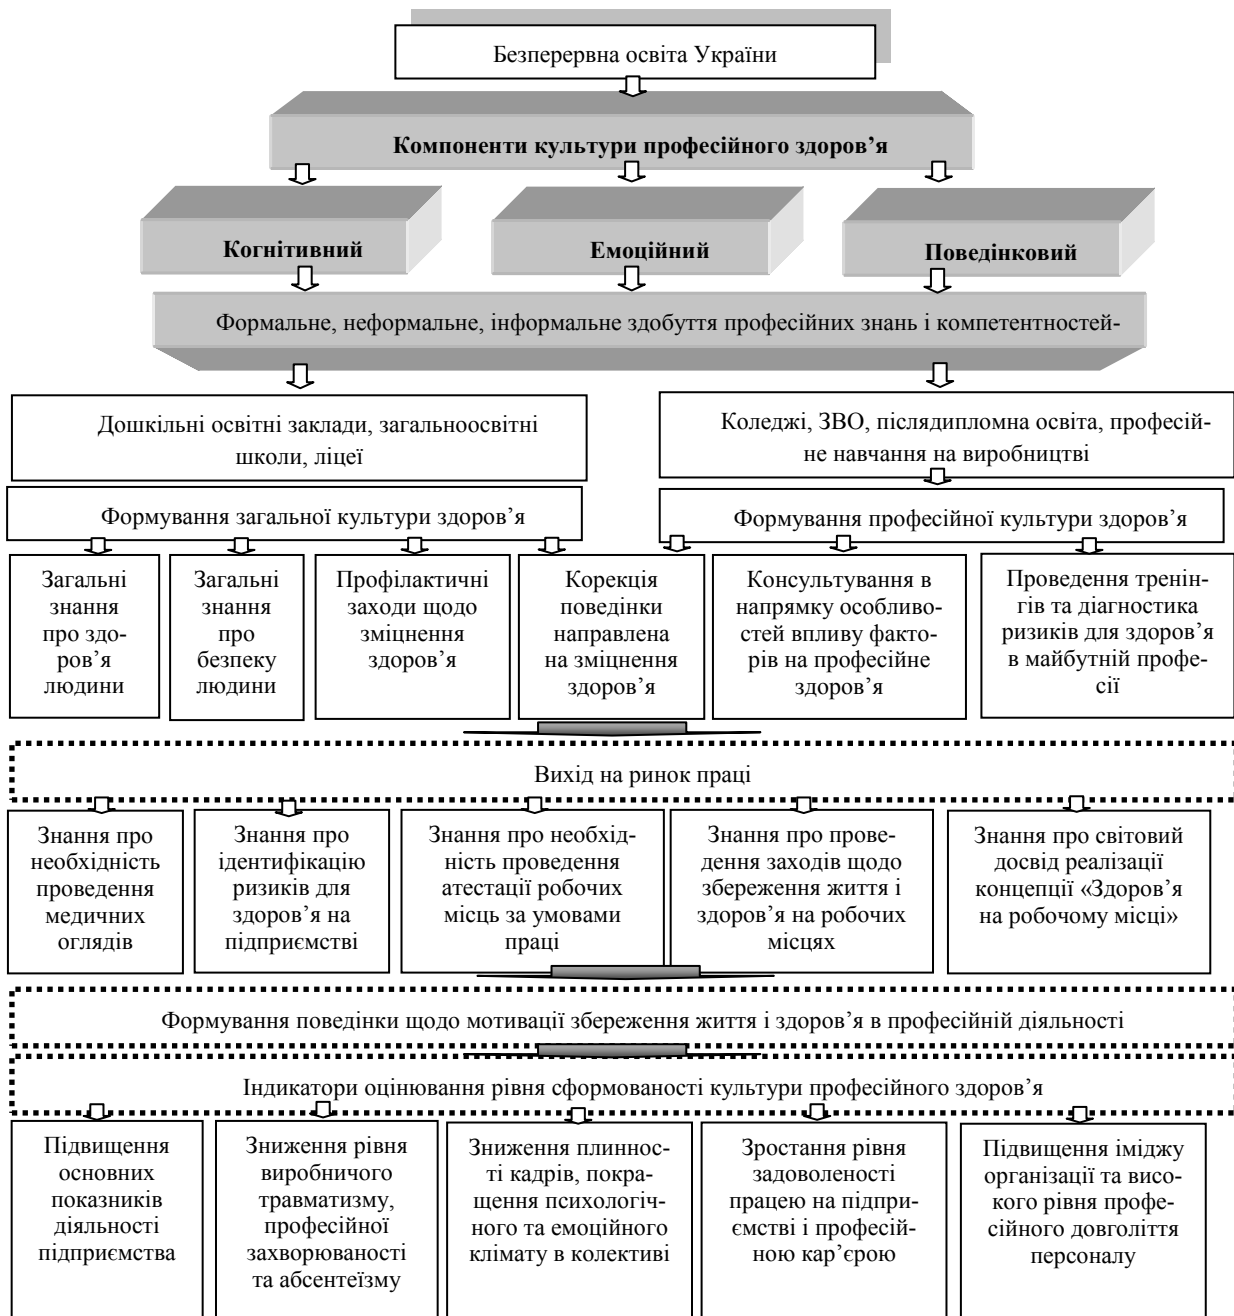 Безперервна освіта України
Компоненти культури професійного здоров’я
Когнітивний
Емоційний
Поведінковий
Формальне, неформальне, інформальне здобуття професійних знань і компетентностей-
Дошкільні освітні заклади, загальноосвітні
школи, ліцеї
Коледжі, ЗВО, післядипломна освіта, професій-
не навчання на виробництві
Формування загальної культури здоров’я
Формування професійної культури здоров’я
Загальні
знання
про здо-
ров’я
людини
Загальні
знання
про
безпеку
людини
Профілактичні
заходи щодо
зміцнення
здоров’я
Корекція
поведінки
направлена
на зміцнення
здоров’я
Консультування в
напрямку особливо-
стей впливу факто-
рів на професійне
здоров’я
Проведення тренін-
гів та діагностика
ризиків для здоров’я
в майбутній профе-
сії
Вихід на ринок праці
Знання про
необхідність
проведення
медичних
оглядів
Знання про
ідентифікацію
ризиків для
здоров’я на
підприємстві
Знання про необхід-
ність проведення
атестації робочих
місць за умовами
праці
Знання про прове-
дення заходів щодо
збереження життя і
здоров’я на робочих
місцях
Знання про світовий
досвід реалізації
концепції «Здоров’я
на робочому місці»
Формування поведінки щодо мотивації збереження життя і здоров’я в професійній діяльності
Індикатори оцінювання рівня сформованості культури професійного здоров’я
Підвищення
основних
показників
діяльності
підприємства
Зниження рівня
виробничого
травматизму,
професійної
захворюваності
та абсентеїзму
Зниження плиннос-
ті кадрів, покра-
щення психологіч-
ного та емоційного
клімату в колективі
Зростання рівня
задоволеності
працею на підпри-
ємстві і професій-
ною кар’єрою
Підвищення іміджу
організації та висо-
кого рівня профе-
сійного довголіття
персоналу